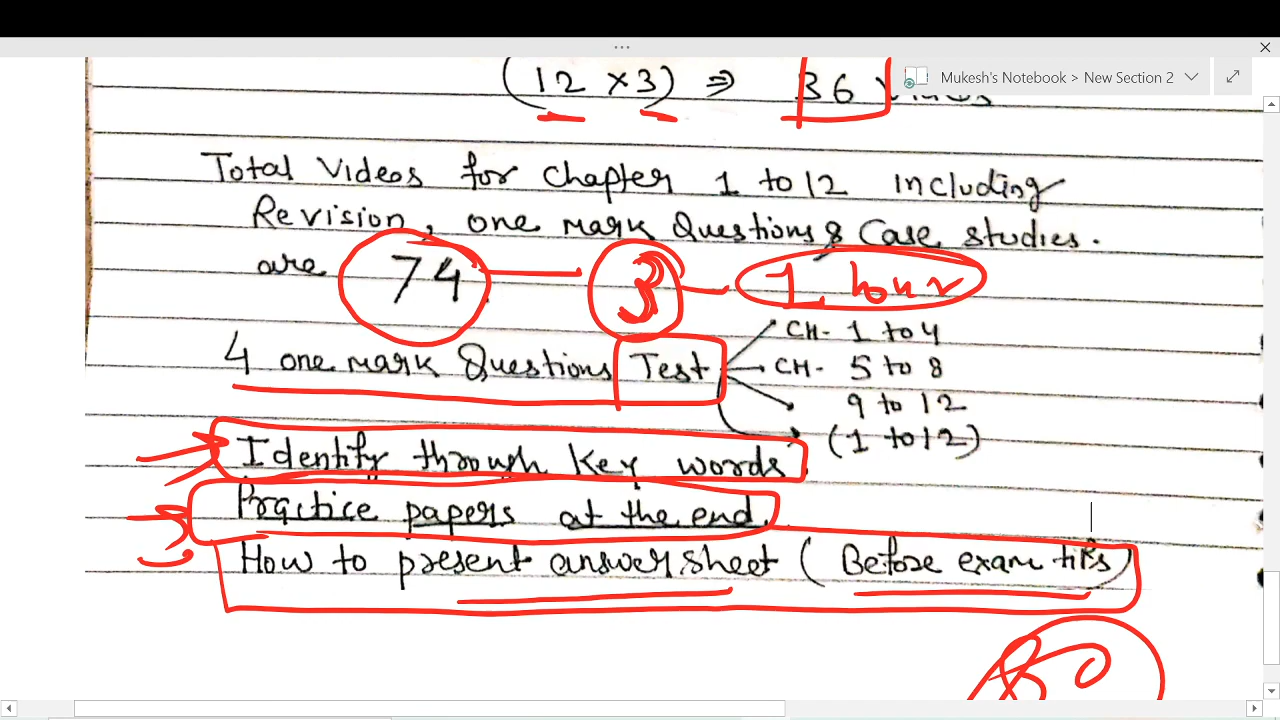 Mukesh's Notebook > New Section 2
(12 × 3) ⇒ 36 Videos
Total Videos for Chapter 1 to 12 Including
Revision, one mark Questions & Case studies.
are 74 3 1 hour
4 one mark Questions Test
CH- 1 to 4
CH- 5 to 8
9 to 12
(1 to 12)
Identify through key words.
Practice papers at the end.
How to present answer sheet (Before exam tips)
80